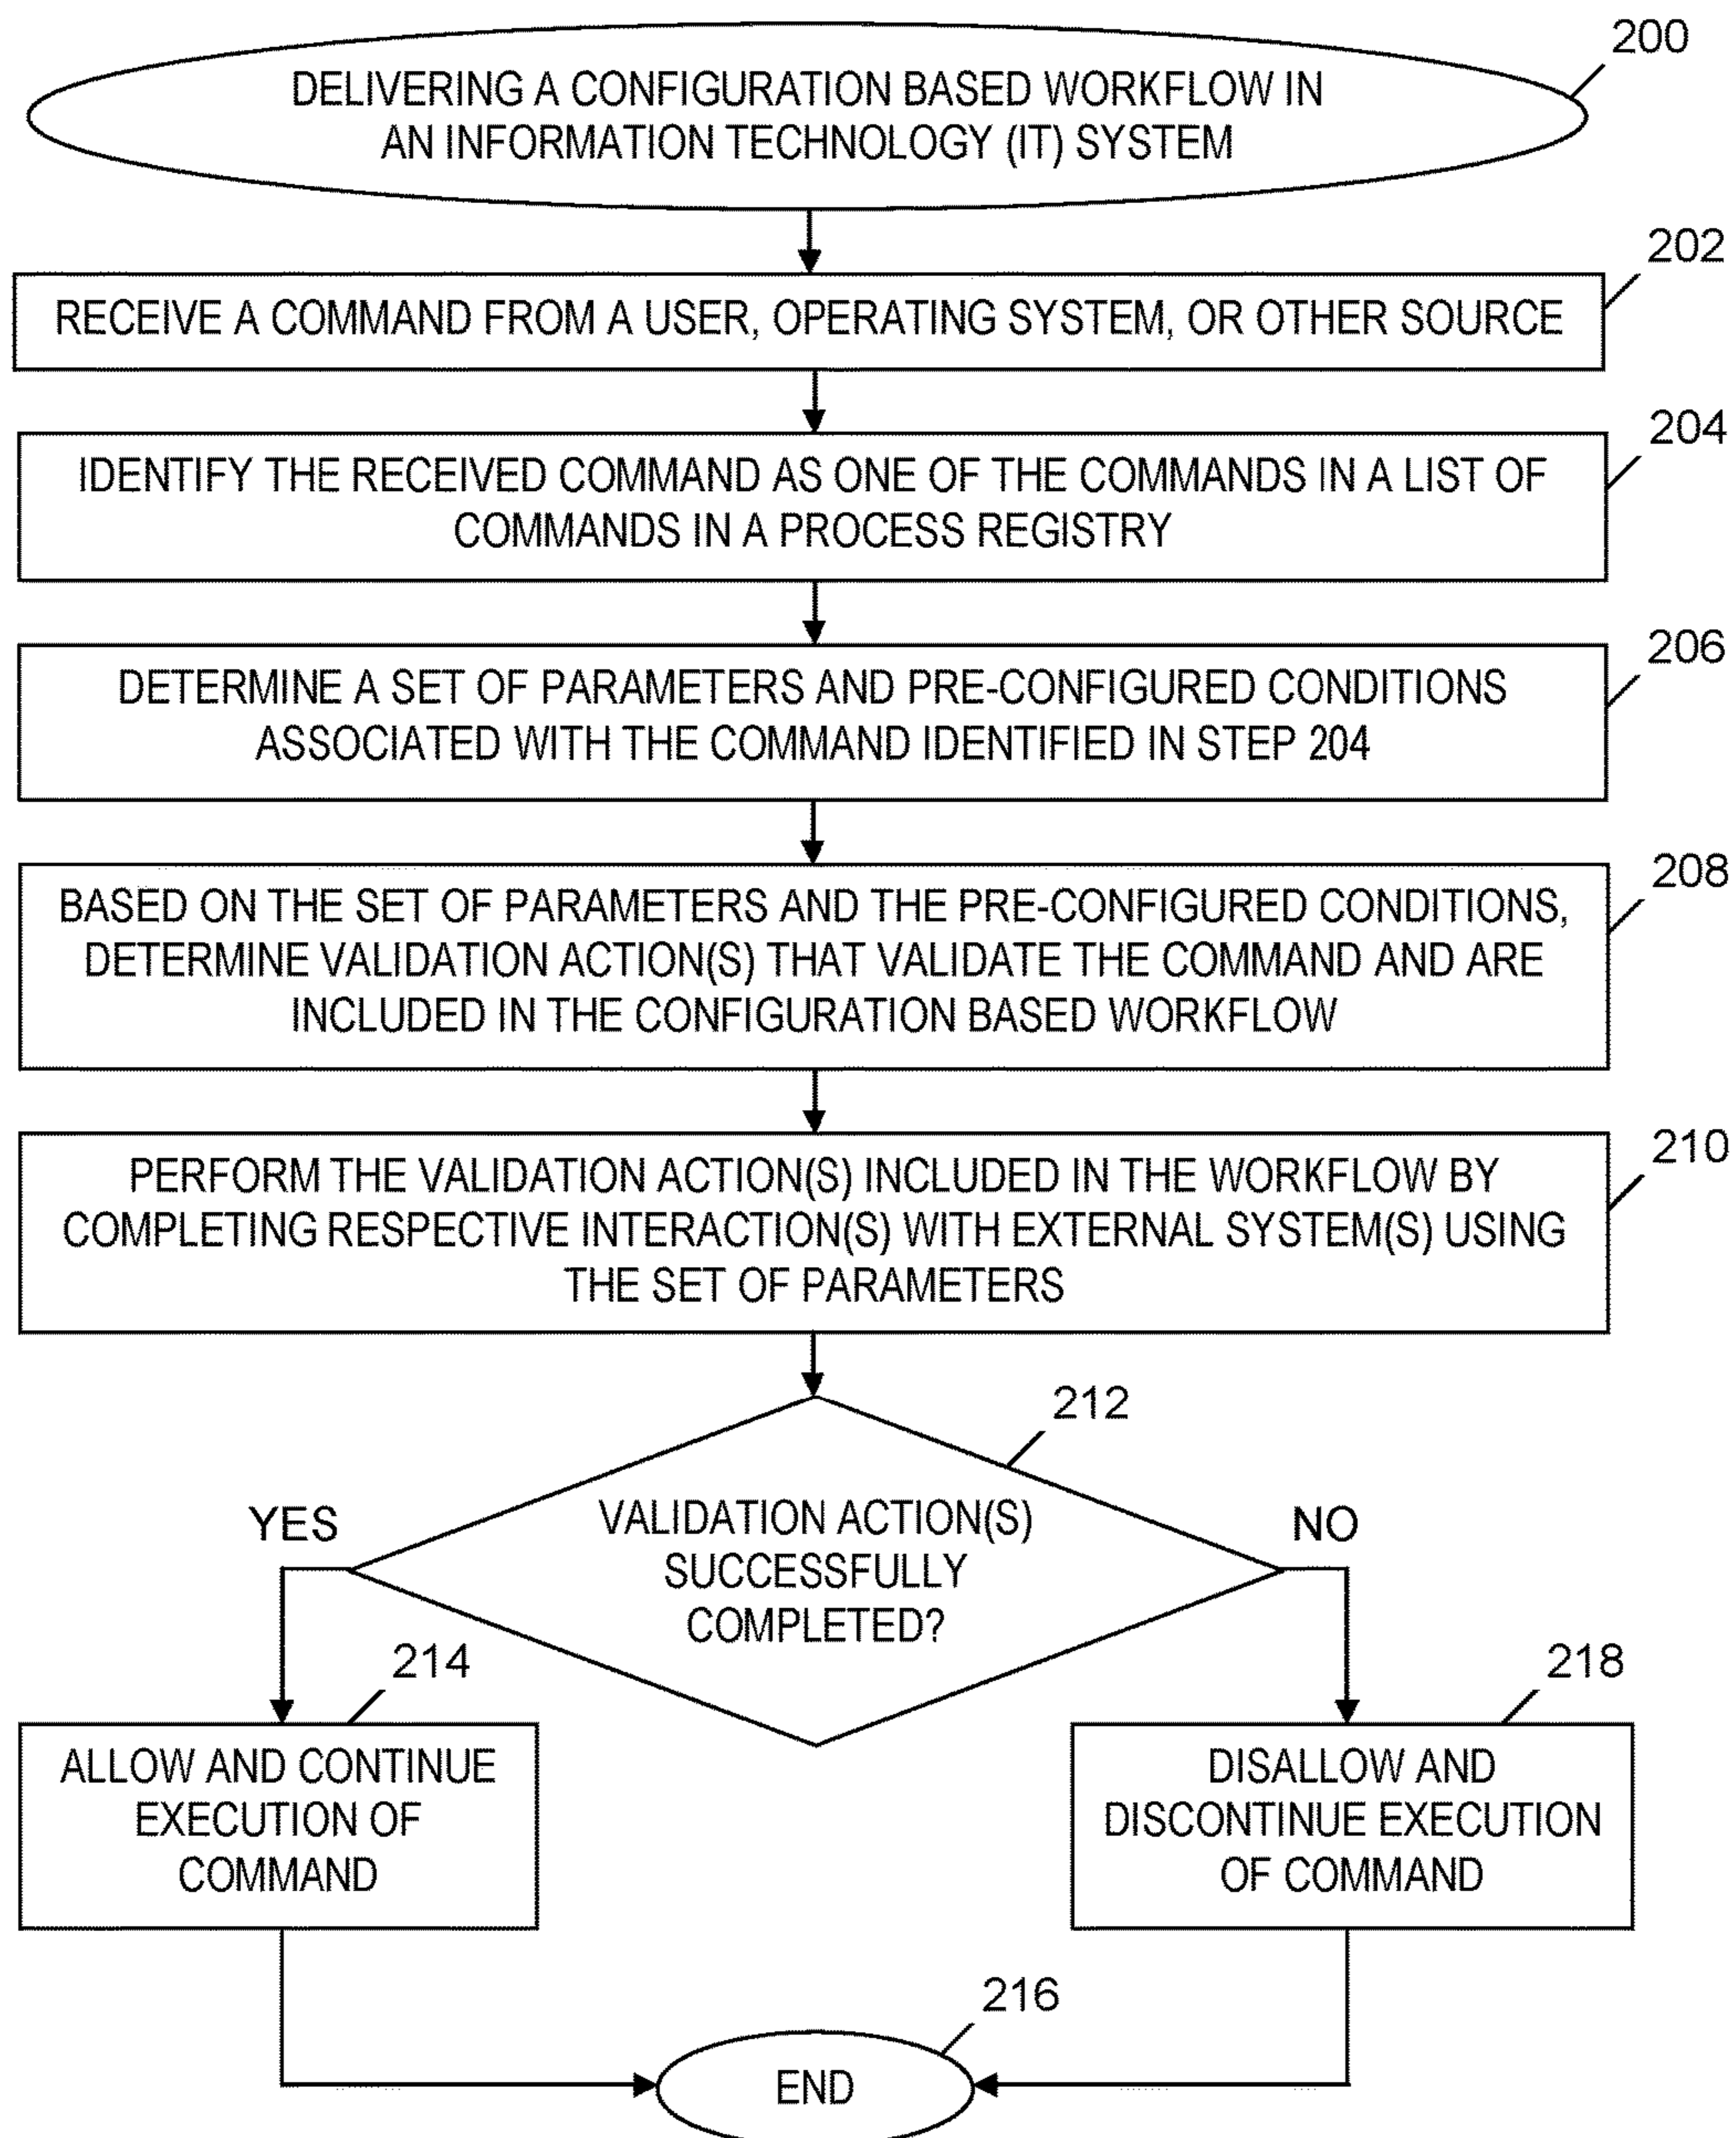 200
DELIVERING A CONFIGURATION BASED WORKFLOW IN
AN INFORMATION TECHNOLOGY (IT) SYSTEM
202
RECEIVE A COMMAND FROM A USER, OPERATING SYSTEM, OR OTHER SOURCE
204
IDENTIFY THE RECEIVED COMMAND AS ONE OF THE COMMANDS IN A LIST OF
COMMANDS IN A PROCESS REGISTRY
206
DETERMINE A SET OF PARAMETERS AND PRE-CONFIGURED CONDITIONS
ASSOCIATED WITH THE COMMAND IDENTIFIED IN STEP 204
208
BASED ON THE SET OF PARAMETERS AND THE PRE-CONFIGURED CONDITIONS,
DETERMINE VALIDATION ACTION(S) THAT VALIDATE THE COMMAND AND ARE
INCLUDED IN THE CONFIGURATION BASED WORKFLOW
210
PERFORM THE VALIDATION ACTION(S) INCLUDED IN THE WORKFLOW BY
COMPLETING RESPECTIVE INTERACTION(S) WITH EXTERNAL SYSTEM(S) USING
THE SET OF PARAMETERS
212
VALIDATION ACTION(S)
SUCCESSFULLY
COMPLETED?
YES
NO
214
ALLOW AND CONTINUE
EXECUTION OF
COMMAND
218
DISALLOW AND
DISCONTINUE EXECUTION
OF COMMAND
216
END